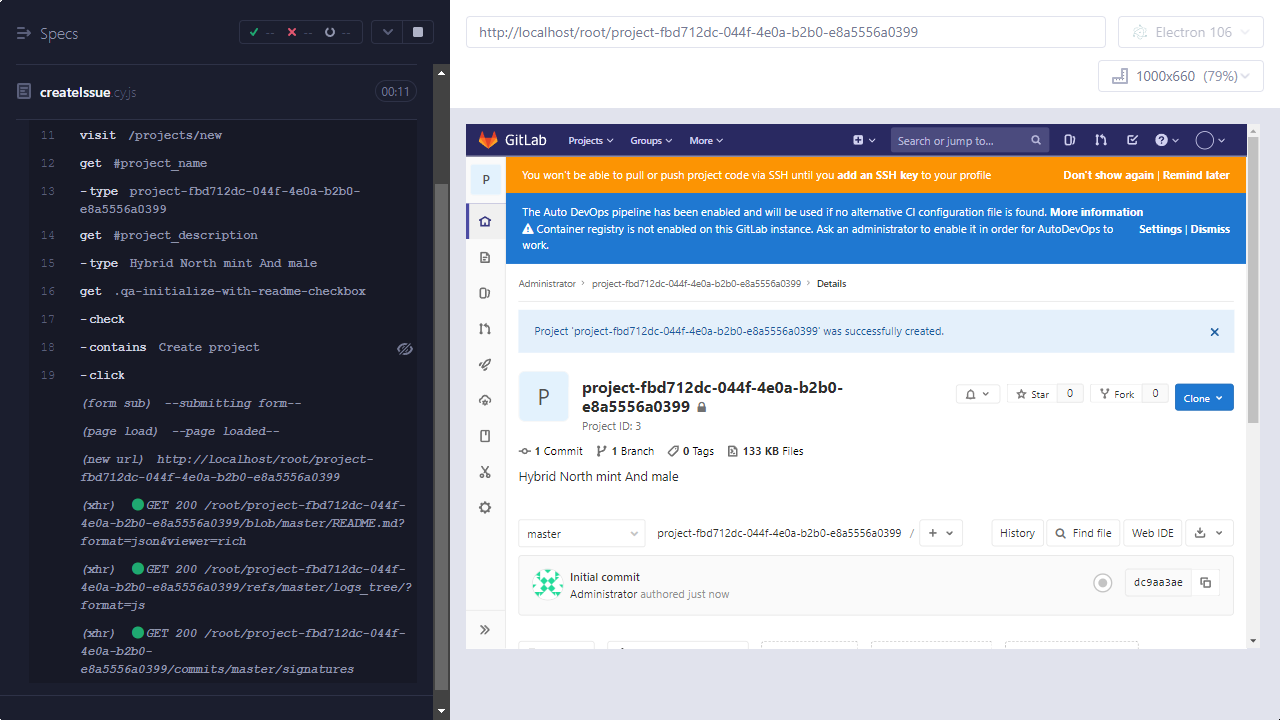 Specs
--
--
--
createIssue.cy.js
00:11
11 visit /projects/new
12 get #project_name
13 -type project-fbd712dc-044f-4e0a-b2b0-
e8a5556a0399
14 get #project_description
15 -type Hybrid North mint And male
16 get .qa-initialize-with-readme-checkbox
17 -check
18 -contains Create project
19 -click
(form sub) --submitting form--
(page load) --page loaded--
(new url) http://localhost/root/project-
fbd712dc-044f-4e0a-b2b0-e8a5556a0399
(xhr) GET 200 /root/project-fbd712dc-044f-
4e0a-b2b0-e8a5556a0399/blob/master/README.md?
format=json&viewer=rich
(xhr) GET 200 /root/project-fbd712dc-044f-
4e0a-b2b0-e8a5556a0399/refs/master/logs_tree/?
format=js
(xhr) GET 200 /root/project-fbd712dc-044f-
4e0a-b2b0-
e8a5556a0399/commits/master/signatures
http://localhost/root/project-fbd712dc-044f-4e0a-b2b0-e8a5556a0399
Electron 106
1000x660 (79%)
GitLab
Projects
Groups
More
Search or jump to...
P
You won't be able to pull or push project code via SSH until you add an SSH key to your profile
Don't show again | Remind later
The Auto DevOps pipeline has been enabled and will be used if no alternative CI configuration file is found. More information
Container registry is not enabled on this GitLab instance. Ask an administrator to enable it in order for AutoDevOps to
work.
Settings | Dismiss
Administrator > project-fbd712dc-044f-4e0a-b2b0-e8a5556a0399 > Details
Project 'project-fbd712dc-044f-4e0a-b2b0-e8a5556a0399' was successfully created.
P
project-fbd712dc-044f-4e0a-b2b0-
e8a5556a0399
Project ID: 3
Star 0
Fork 0
Clone
1 Commit
1 Branch
0 Tags
133 KB Files
Hybrid North mint And male
master
project-fbd712dc-044f-4e0a-b2b0-e8a5556a0399 /
+
History
Find file
Web IDE
Initial commit
Administrator authored just now
dc9aa3ae